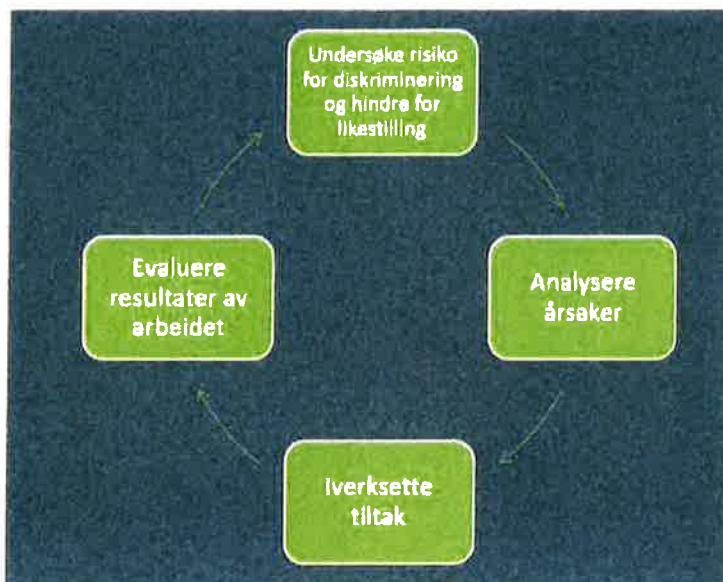 Undersøke risiko
for diskriminering
og hindre for
likestilling
Analysere
årsaker
Iverksette
tiltak
Evaluere
resultater av
arbeidet